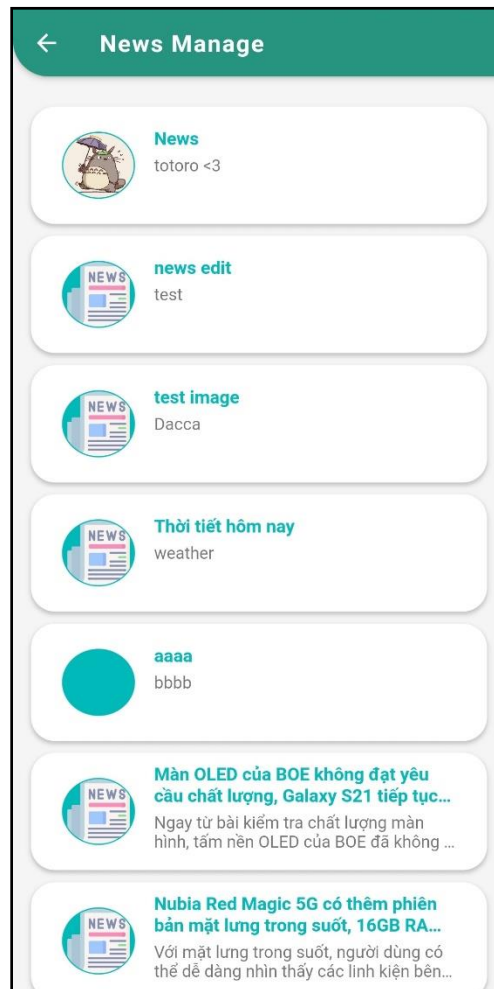 News Manage
News
totoro <3
NEWS
news edit
test
NEWS
test image
Dacca
NEWS
Thời tiết hôm nay
weather
aaaa
bbbb
NEWS
Màn OLED của BOE không đạt yêu
cầu chất lượng, Galaxy S21 tiếp tục...
Ngay từ bài kiểm tra chất lượng màn
hình, tấm nền OLED của BOE đã không ...
NEWS
Nubia Red Magic 5G có thêm phiên
bản mặt lưng trong suốt, 16GB RA...
Với mặt lưng trong suốt, người dùng có
thể dễ dàng nhìn thấy các linh kiện bên...